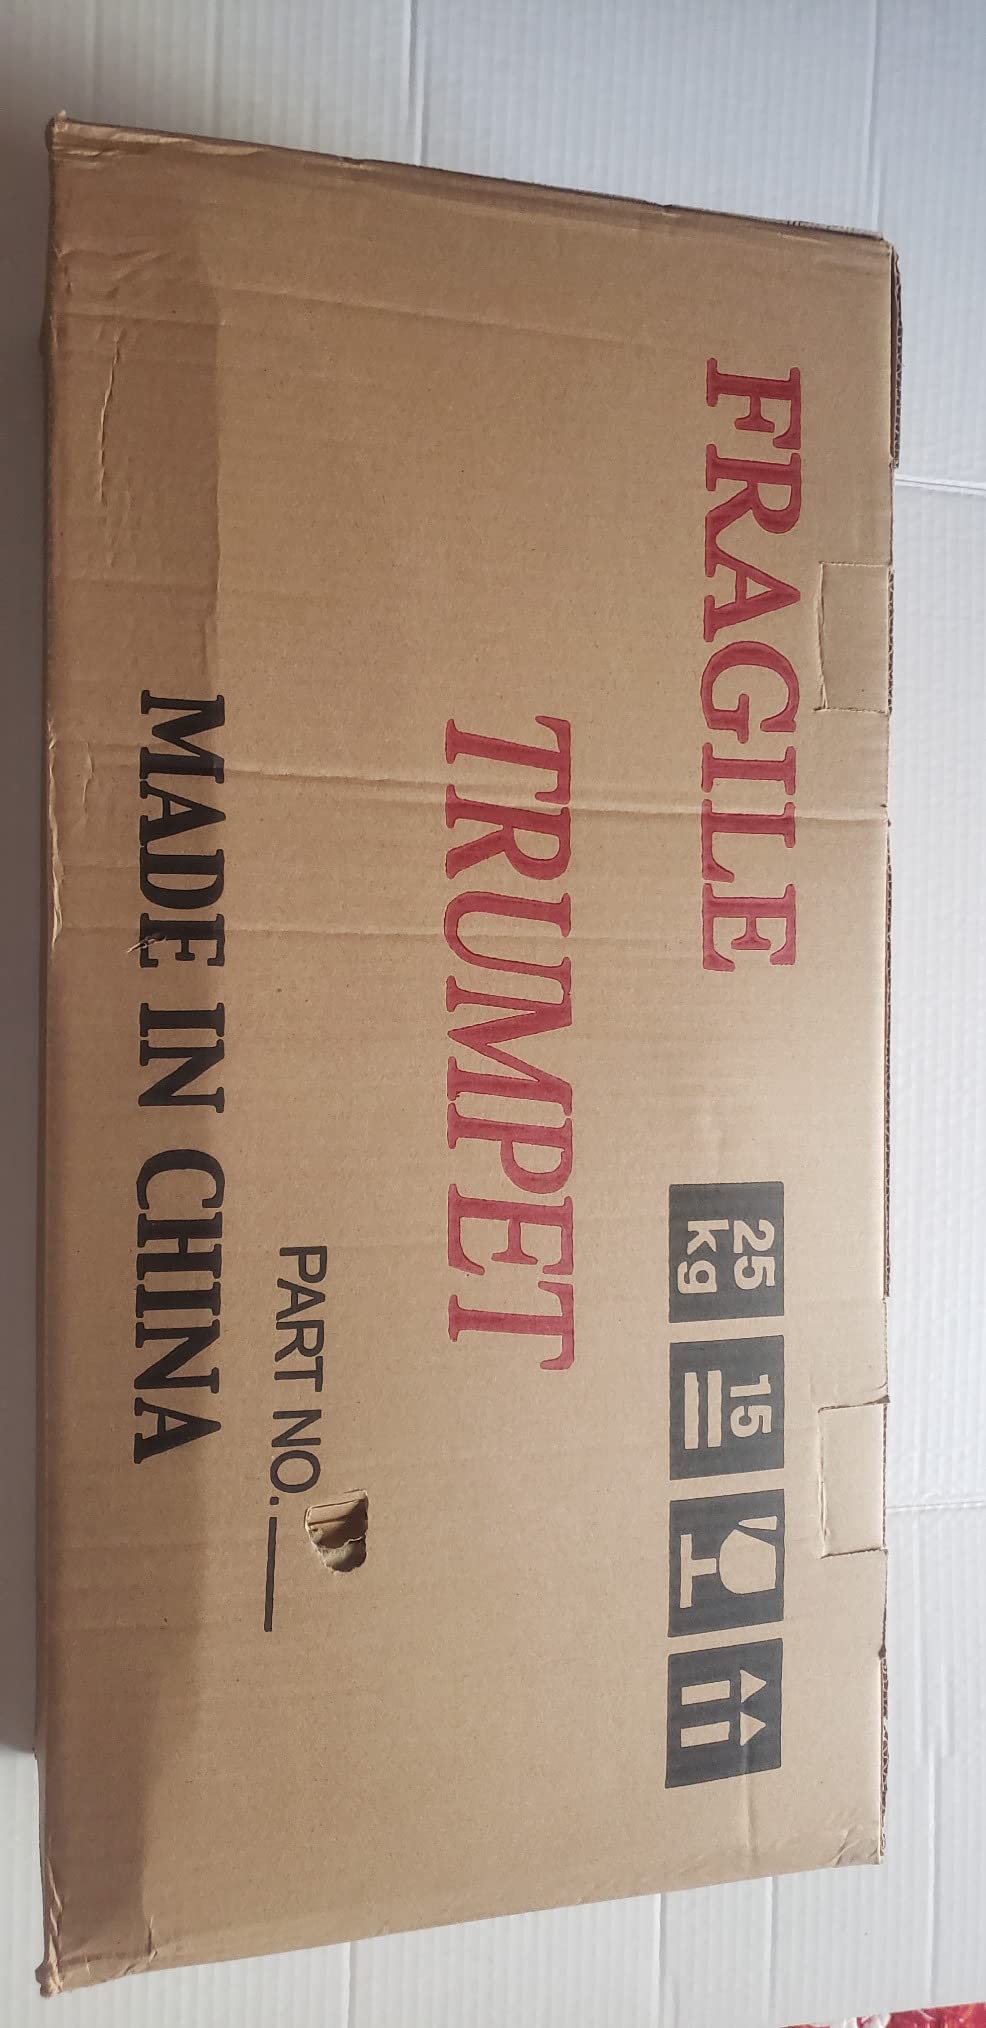 FRAGILE
25
kg
15
TRUMPET
PART NO.
MADE IN CHINA